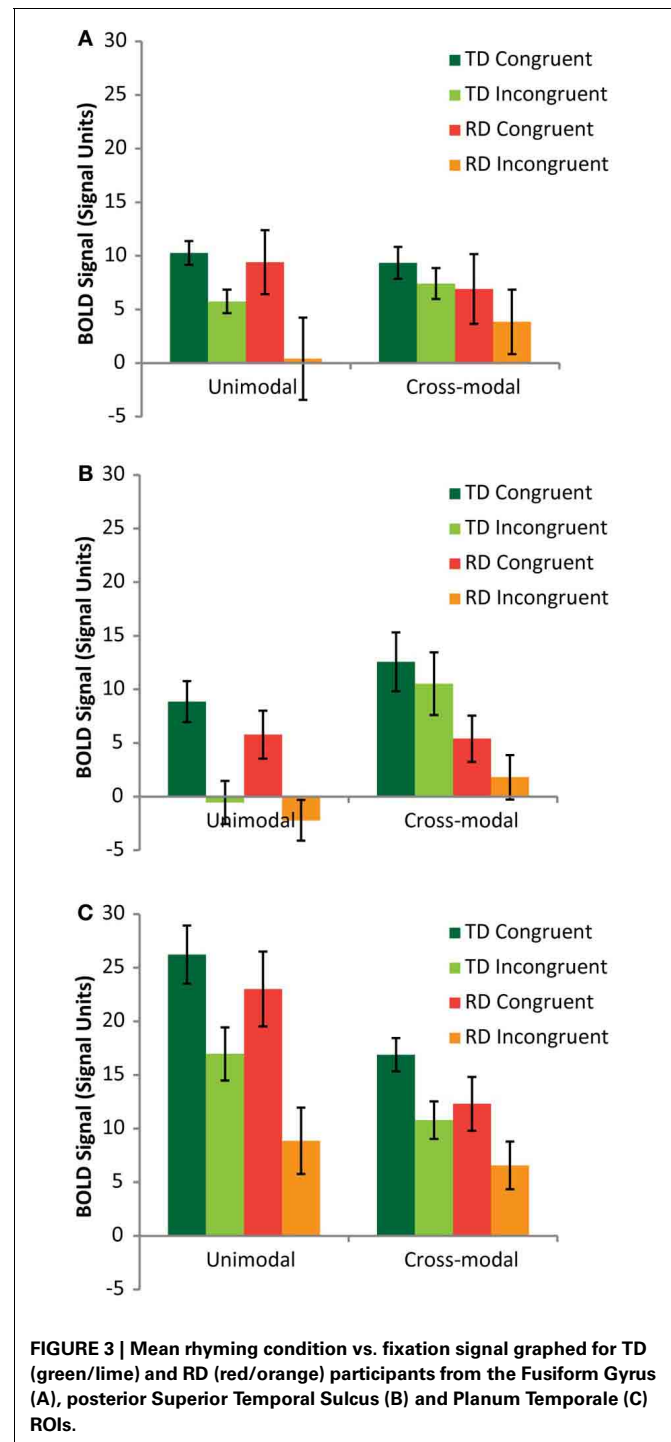 A
30
25
20
15
10
5
0
-5
BOLD Signal (Signal Units)
TD Congruent
TD Incongruent
RD Congruent
RD Incongruent
Unimodal
Cross-modal
B
30
25
20
15
10
5
0
-5
BOLD Signal (Signal Units)
TD Congruent
TD Incongruent
RD Congruent
RD Incongruent
Unimodal
Cross-modal
C
30
25
20
15
10
5
0
-5
BOLD Signal (Signal Units)
TD Congruent
TD Incongruent
RD Congruent
RD Incongruent
Unimodal
Cross-modal
FIGURE 3 | Mean rhyming condition vs. fixation signal graphed for TD
(green/lime) and RD (red/orange) participants from the Fusiform Gyrus
(A), posterior Superior Temporal Sulcus (B) and Planum Temporale (C)
ROIs.